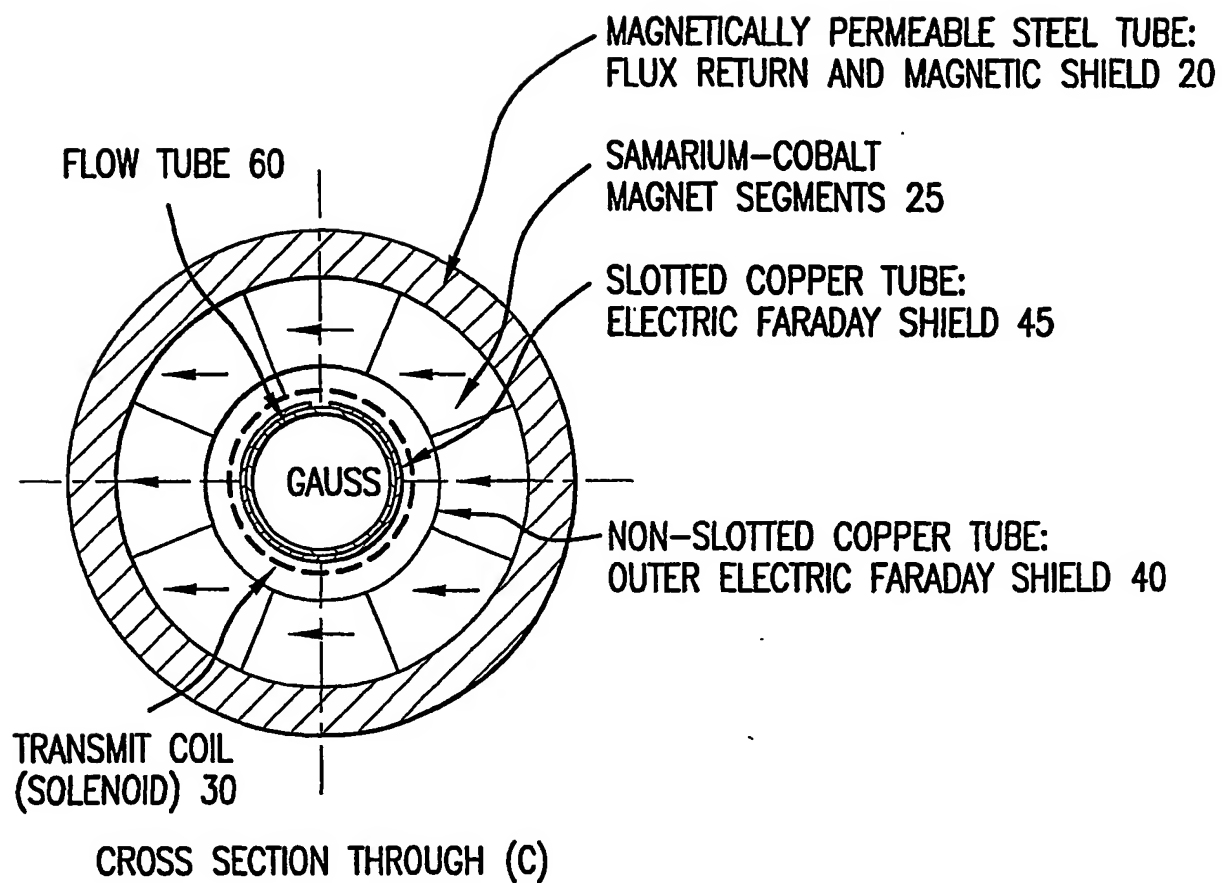 MAGNETICALLY PERMEABLE STEEL TUBE:
FLUX RETURN AND MAGNETIC SHIELD 20
FLOW TUBE 60
SAMARIUM-COBALT
MAGNET SEGMENTS 25
SLOTTED COPPER TUBE:
ELECTRIC FARADAY SHIELD 45
GAUSS
NON-SLOTTED COPPER TUBE:
OUTER ELECTRIC FARADAY SHIELD 40
TRANSMIT COIL
(SOLENOID) 30
CROSS SECTION THROUGH (C)